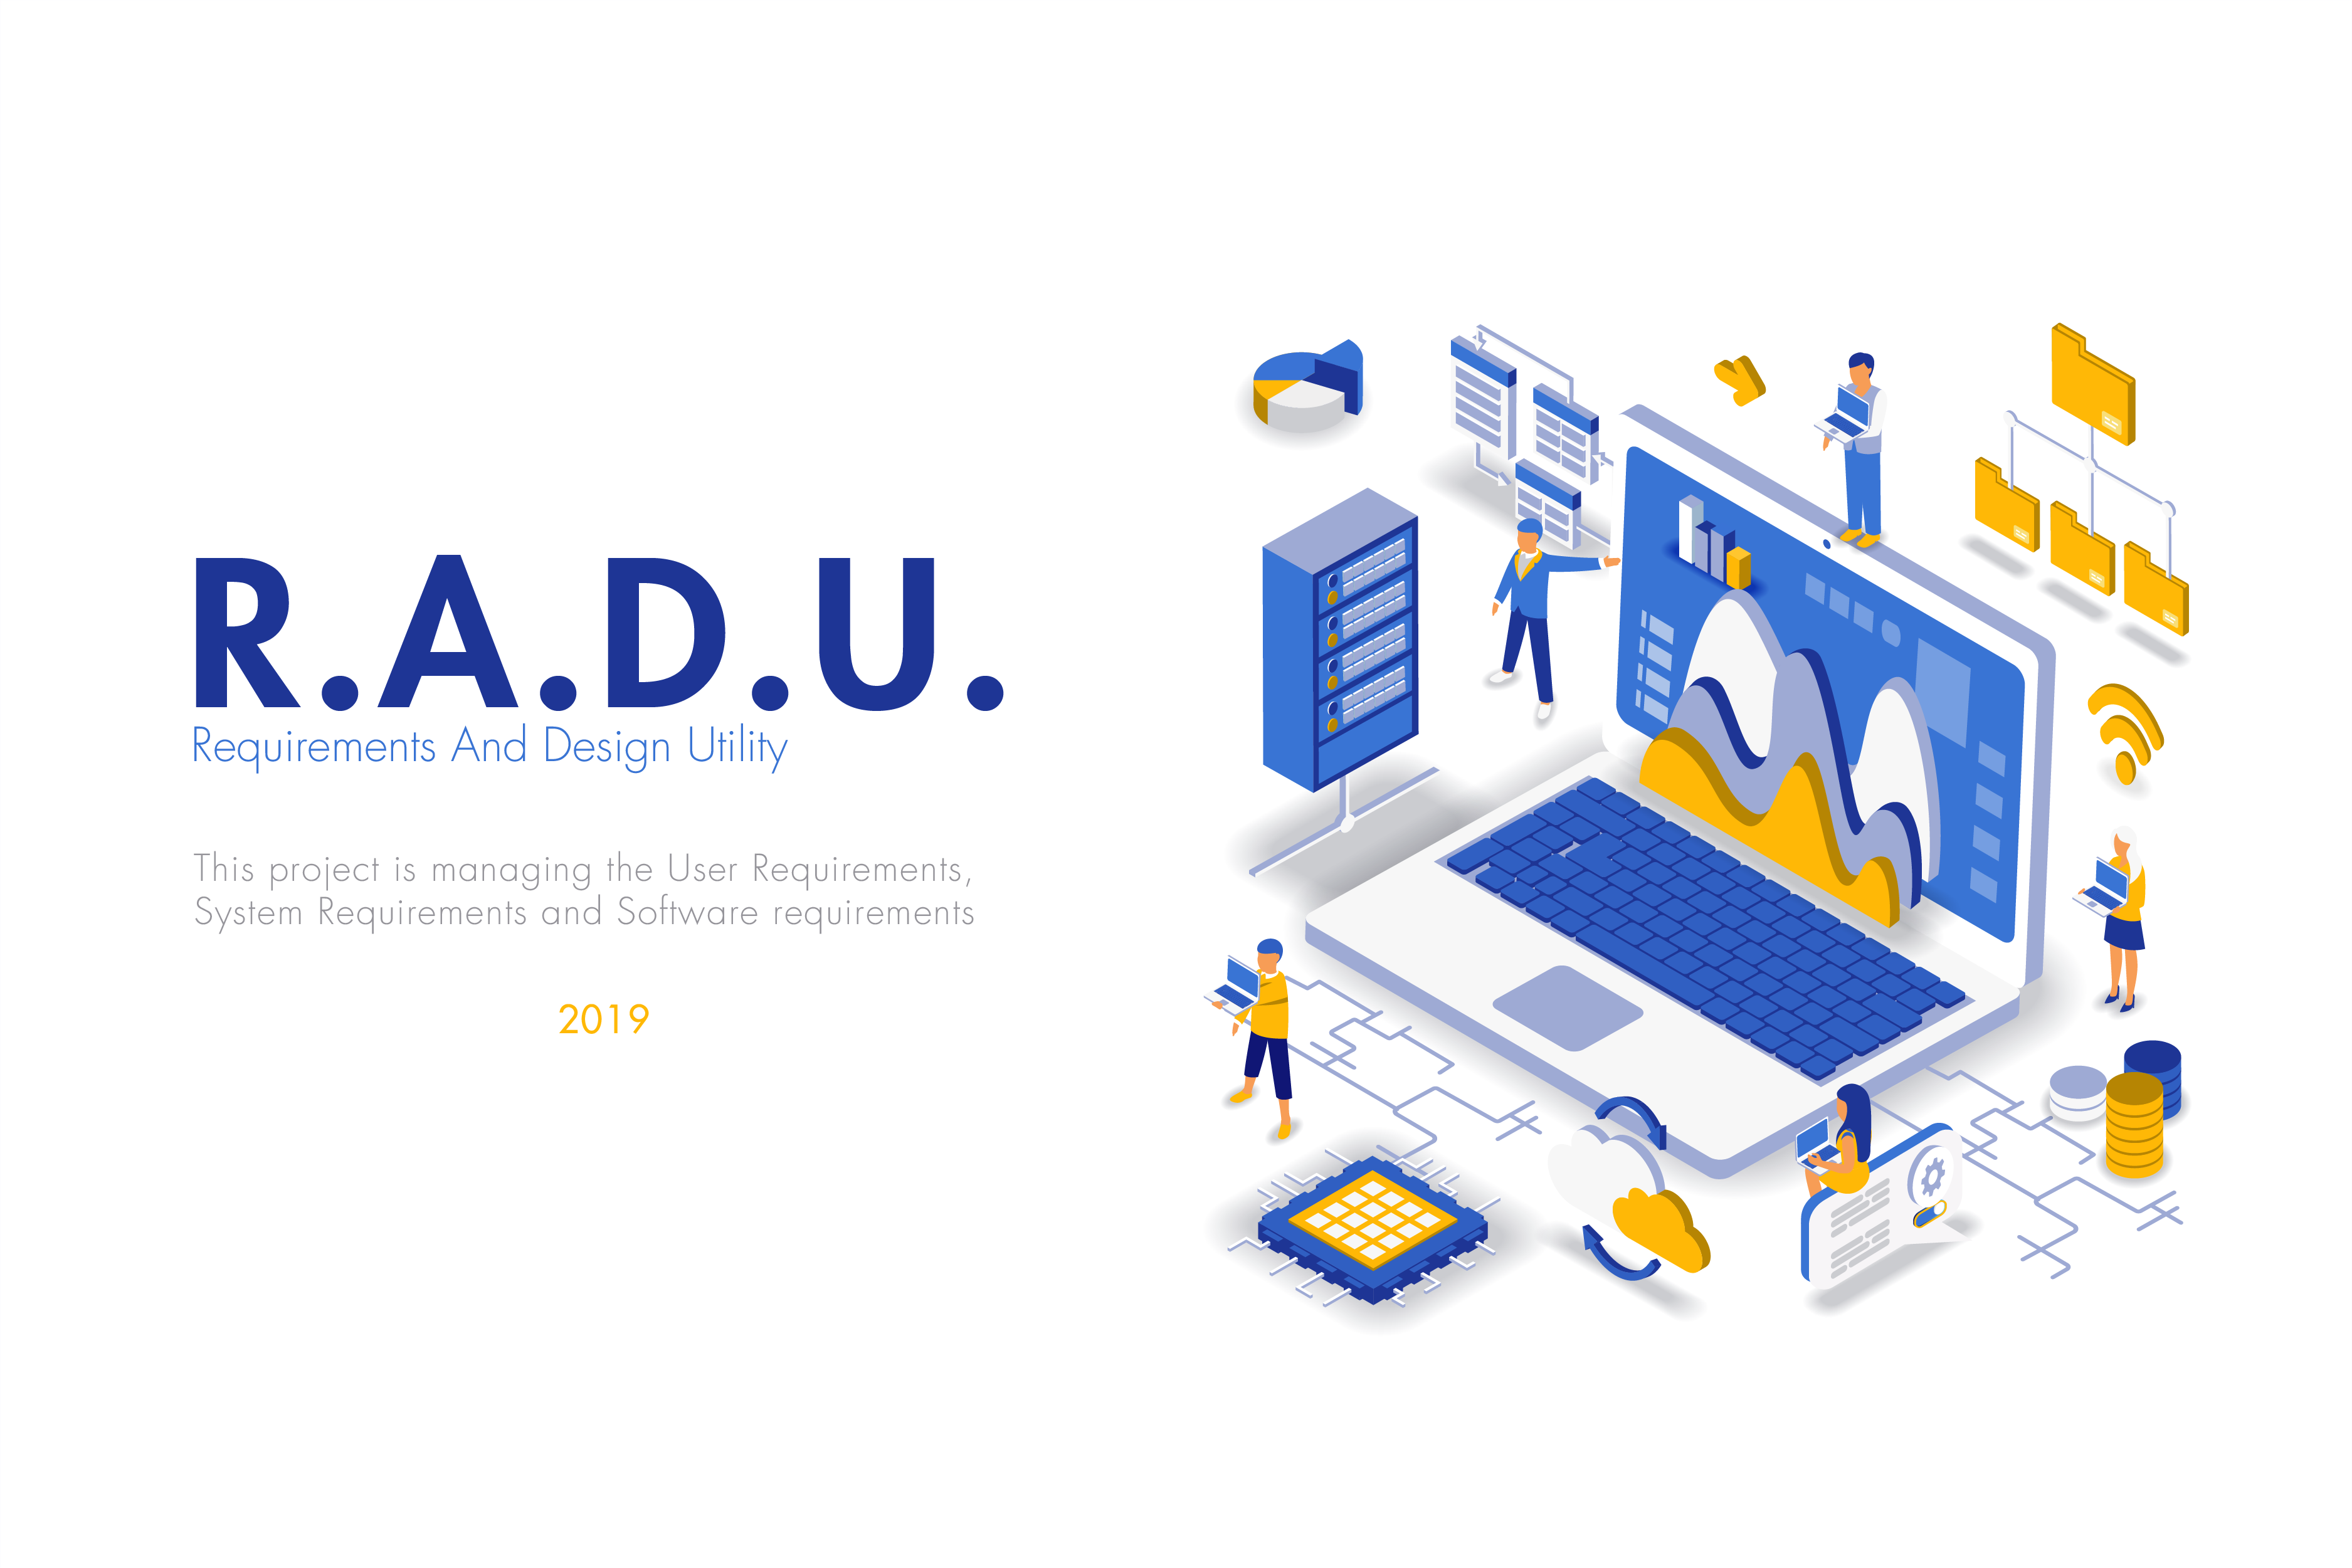 R.A.D.U.
Requirements And Design Utility
This project is managing the User Requirements,
System Requirements and Software requirements
2019